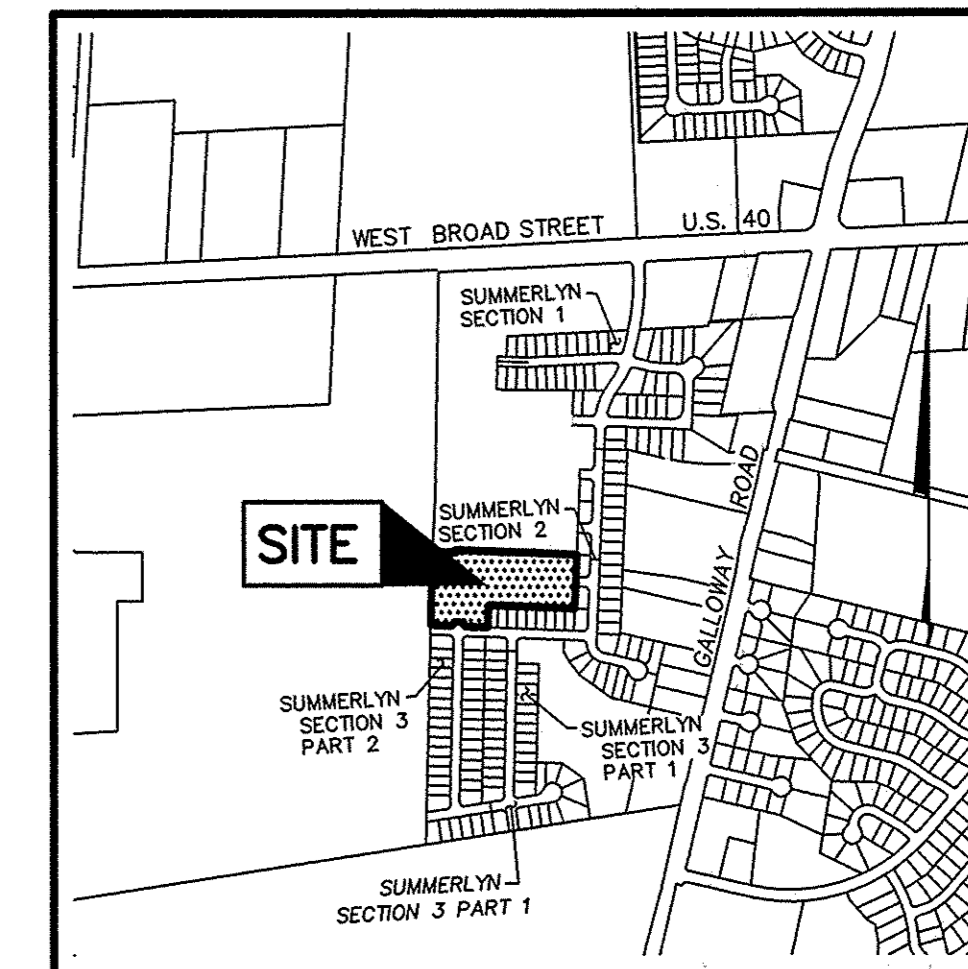 WEST BROAD STREET U.S. 40
SUMMERLYN
SECTION 1
SUMMERLYN
SECTION 2
SITE
GALLOWAY ROAD
SUMMERLYN
SECTION 3
PART 2
SUMMERLYN
SECTION 3
PART 1
SUMMERLYN
SECTION 3 PART 1